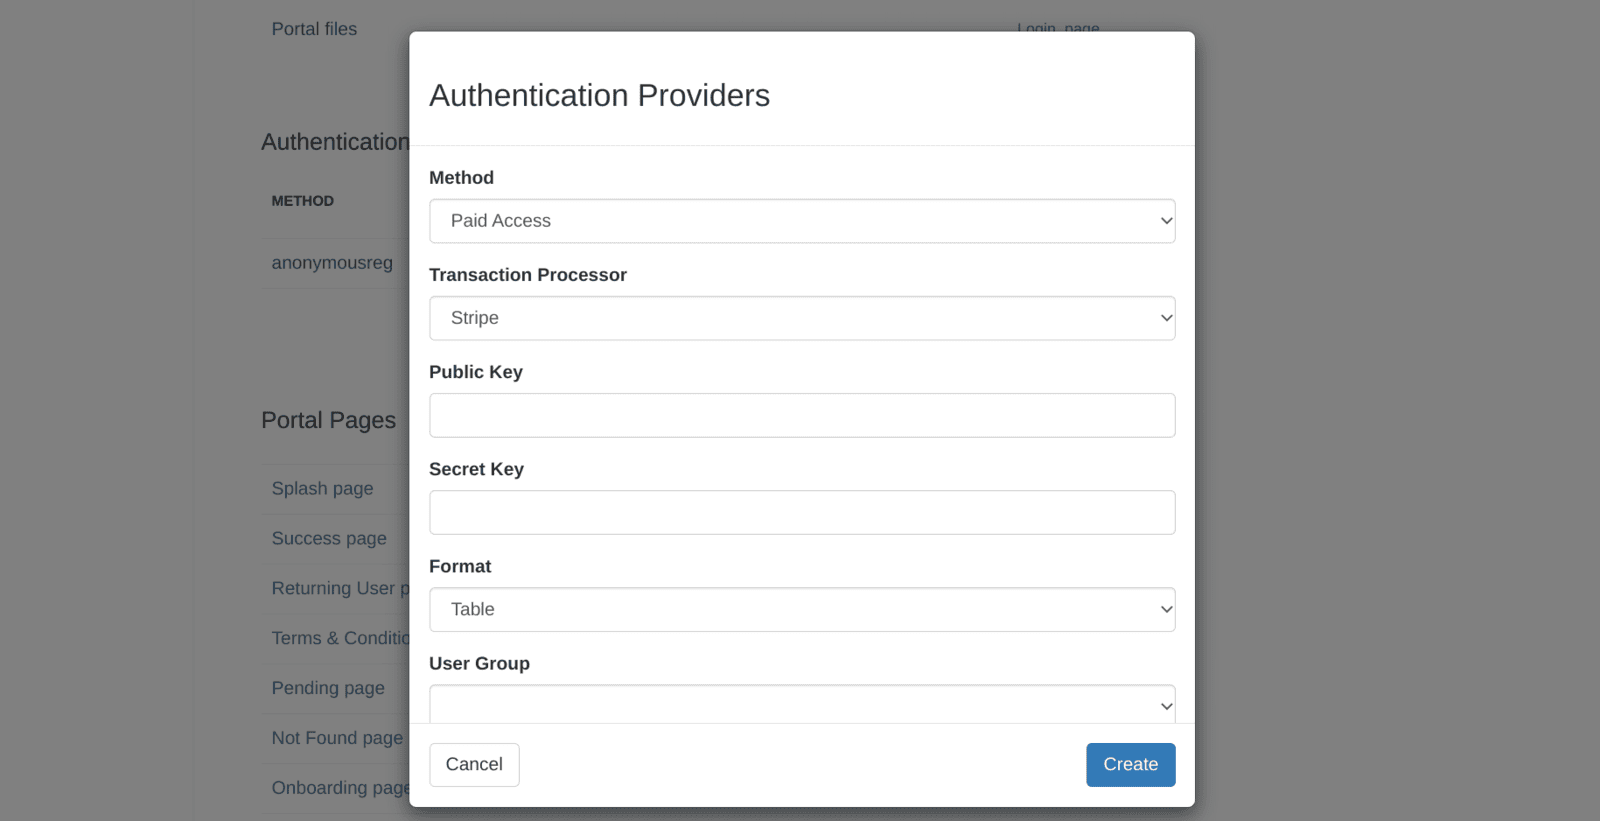 Portal files
Login page
Authentication Providers
Authentication
Method
METHOD
Paid Access
anonymousreg
Transaction Processor
Stripe
Public Key
Portal Pages
Secret Key
Splash page
Success page
Format
Returning User p
Table
Terms & Conditio
User Group
Pending page
Not Found page
Cancel
Create
Onboarding page